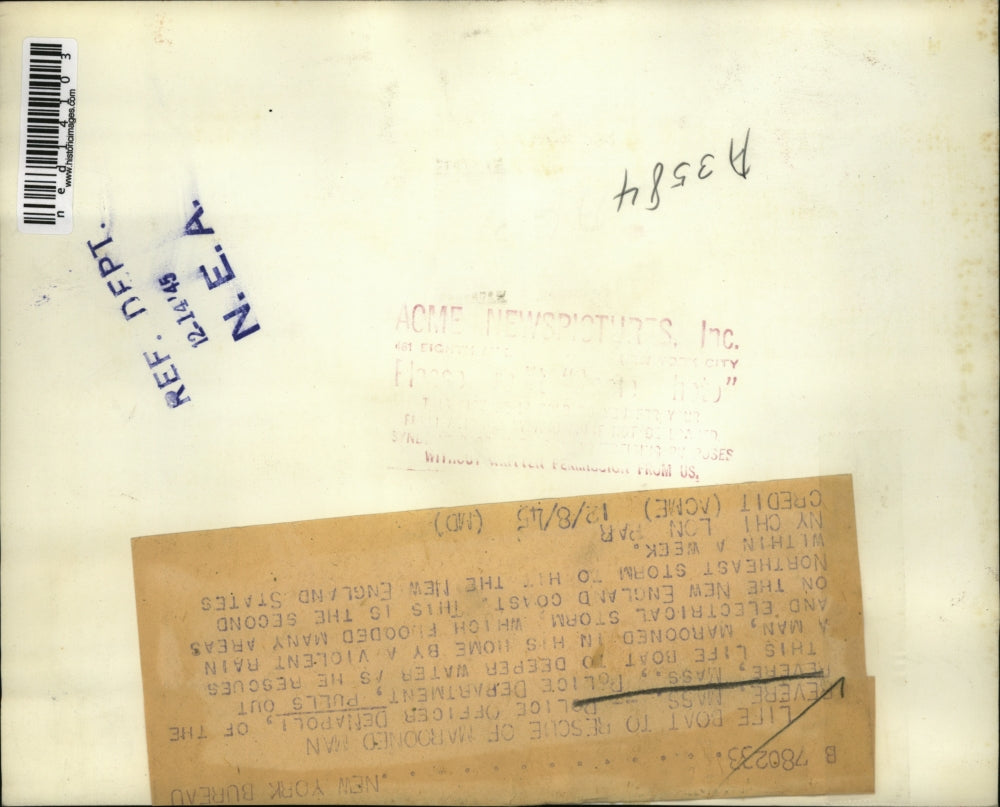 ned14103
www.historicimages.com
REF. DEPT.
12.14'45
N.E.A.
A3584
ACME NEWSPICTURES, Inc.
461 EIGHTH
NEW YORK CITY
WITHOUT WRITTEN PERMISSION FROM US.
B 780233. . . . . . . . . . . . . . NEW YORK BUREAU
LIFE BOAT TO RESCUE OF MAROONED MAN
REVERE, MASS -- POLICE OFFICER DENAPOLI, OF THE
REVERE, MASS., POLICE DEPARTMENT, PULLS OUT
THIS LIFE BOAT TO DEEPER WATER AS HE RESCUES
A MAN, MAROONED IN HIS HOME BY A VIOLENT RAIN
AND ELECTRICAL STORM, WHICH FLOODED MANY AREAS
ON THE NEW ENGLAND COAST. THIS IS THE SECOND
NORTHEAST STORM TO HIT THE NEW ENGLAND STATES
WITHIN A WEEK.
NY CHI LON PAR
CREDIT (ACME) 12/8/45 (MD)